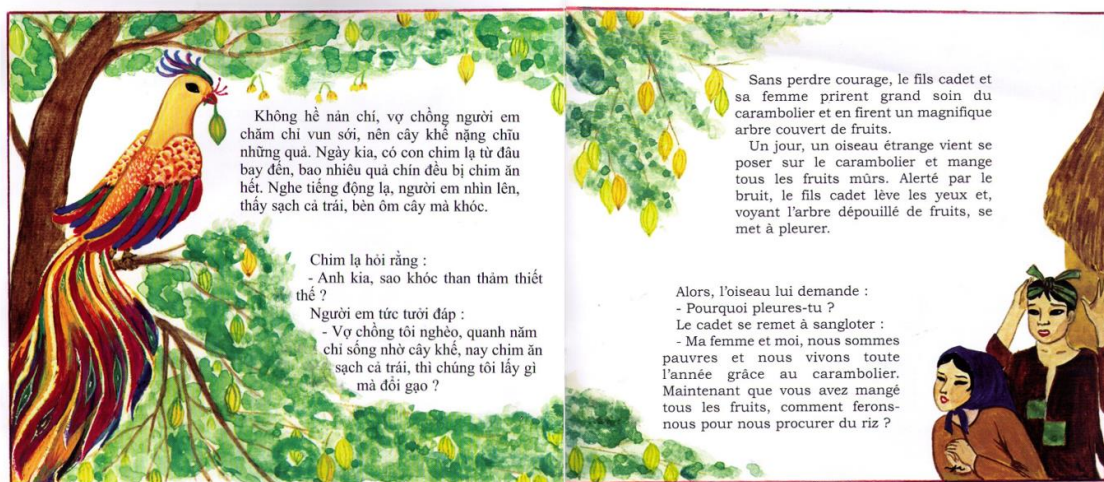 Không hề nản chí, vợ chồng người em
chăm chỉ vun sới, nên cây khế nặng chĩu
những quả. Ngày kia, có con chim lạ từ đâu
bay đến, bao nhiêu quả chín đều bị chim ăn
hết. Nghe tiếng động lạ, người em nhìn lên,
thấy sạch cả trái, bèn ôm cây mà khóc.
Chim lạ hỏi rằng :
- Anh kia, sao khóc than thảm thiết
thế ?
Người em tức tưởi đáp :
- Vợ chồng tôi nghèo, quanh năm
chỉ sống nhờ cây khế, nay chim ăn
sạch cả trái, thì chúng tôi lấy gì
mà đổi gạo ?
Sans perdre courage, le fils cadet et
sa femme prirent grand soin du
carambolier et en firent un magnifique
arbre couvert de fruits.
Un jour, un oiseau étrange vient se
poser sur le carambolier et mange
tous les fruits mûrs. Alerté par le
bruit, le fils cadet lève les yeux et,
voyant l'arbre dépouillé de fruits, se
met à pleurer.
Alors, l'oiseau lui demande :
- Pourquoi pleures-tu ?
Le cadet se remet à sangloter :
- Ma femme et moi, nous sommes
pauvres et nous vivons toute
l'année grâce au carambolier.
Maintenant que vous avez mangé
tous les fruits, comment ferons-
nous pour nous procurer du riz ?